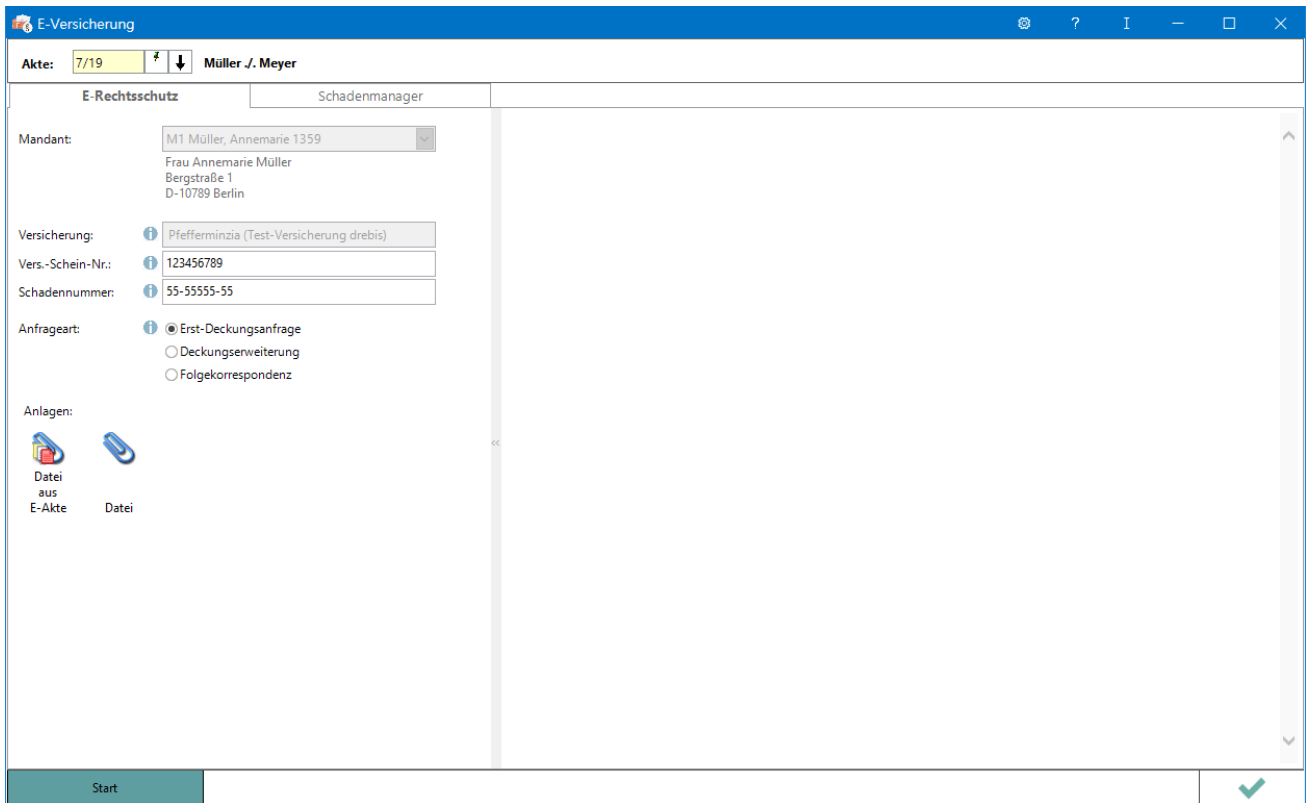 E-Versicherung
? I
Akte: 7/19 Müller ./. Meyer
E-Rechtsschutz Schadenmanager
Mandant: M1 Müller, Annemarie 1359
Frau Annemarie Müller
Bergstraße 1
D-10789 Berlin
Versicherung: Pfefferminzia (Test-Versicherung drebis)
Vers.-Schein-Nr.: 123456789
Schadennummer: 55-55555-55
Anfrageart: Erst-Deckungsanfrage
Deckungserweiterung
Folgekorrespondenz
Anlagen:
Datei
aus
E-Akte Datei
«
Start